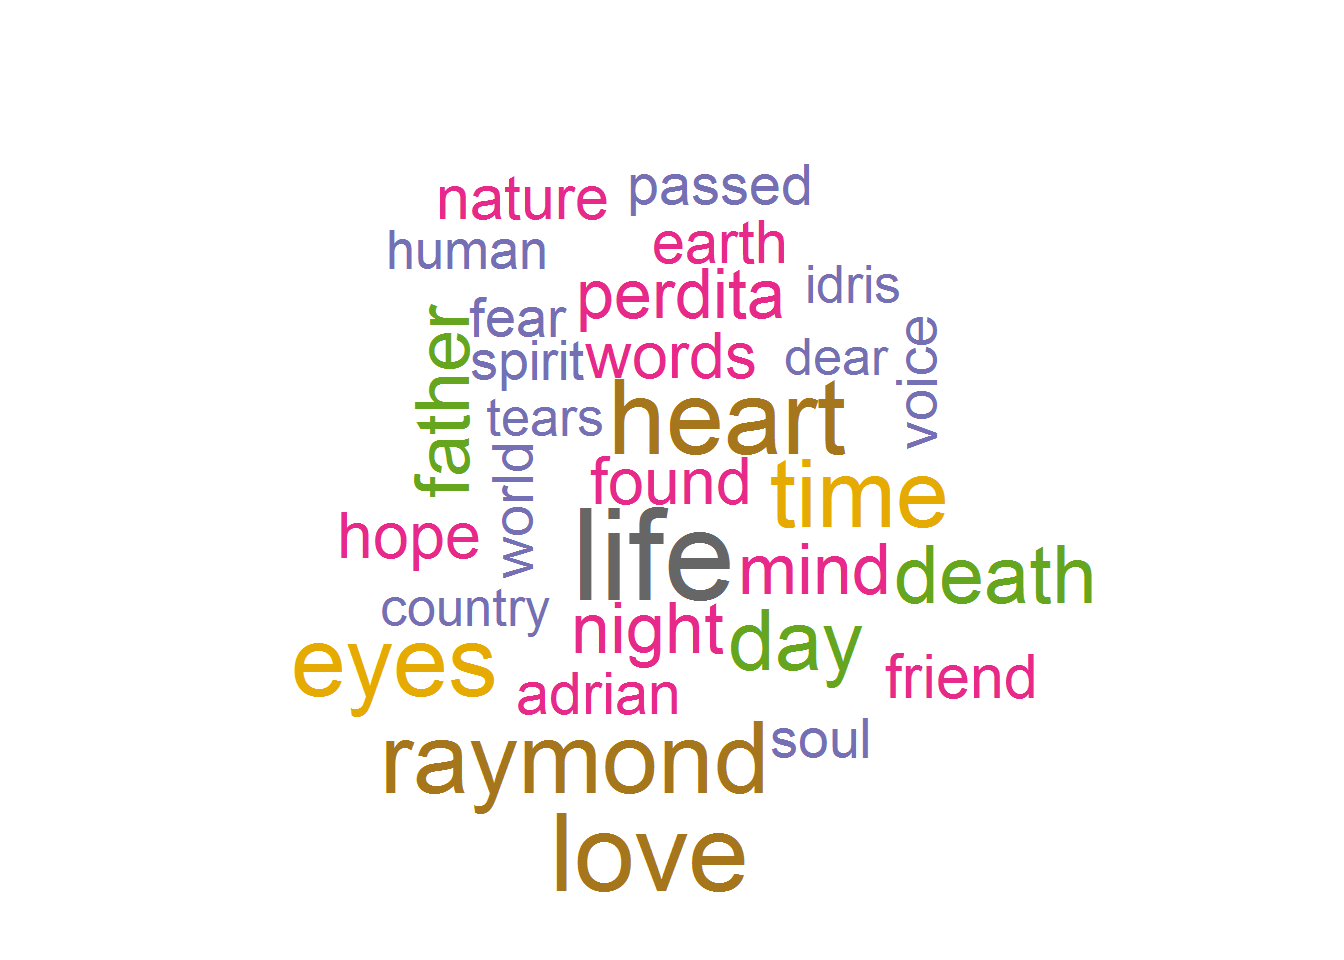 nature
passed
human
earth
perdita
idris
father
fear
spirit
words
dear
voice
tears
heart
world
found
time
hope
life
mind
death
country
night
day
eyes
adrian
friend
raymond
soul
love